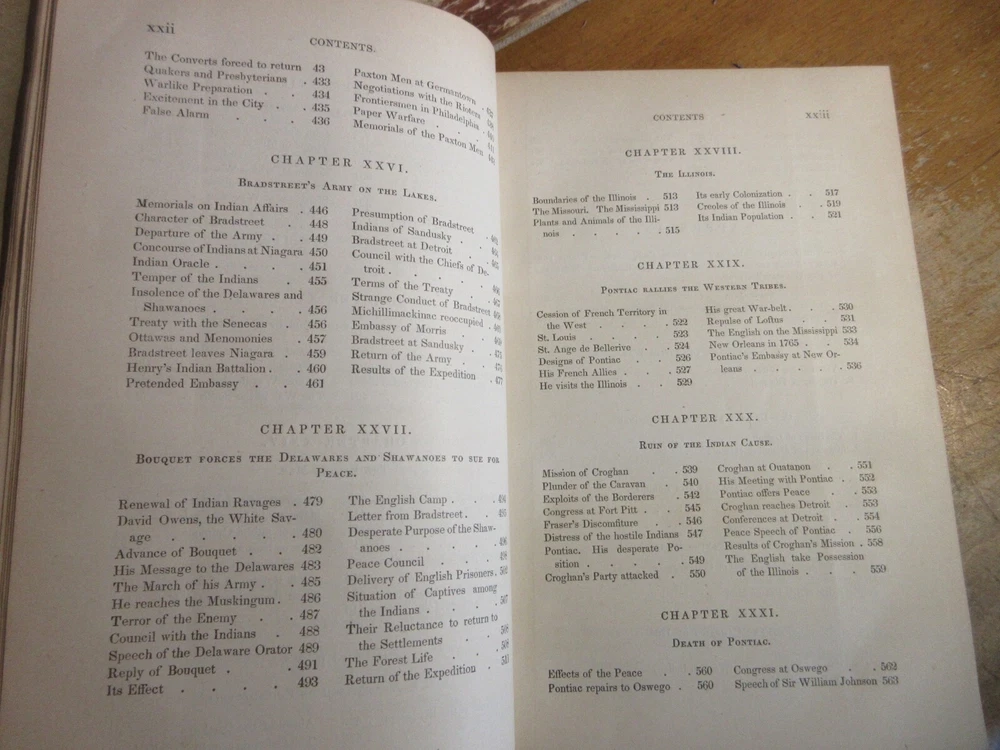 xxii
CONTENTS.
The Converts forced to return 43
Quakers and Presbyterians . 433
Warlike Preparation . . 434
Excitement in the City . . 435
False Alarm . . . 436
Paxton Men at Germantown
Negotiations with the Rioters
Frontiersmen in Philadelphia
Paper Warfare . . . .
Memorials of the Paxton Men
CHAPTER XXVI.
BRADSTREET'S ARMY ON THE LAKES.
Memorials on Indian Affairs . 446
Character of Bradstreet . 448
Departure of the Army . . 449
Concourse of Indians at Niagara 450
Indian Oracle . . . . 451
Temper of the Indians . . 455
Insolence of the Delawares and
Shawanoes . . . . 456
Treaty with the Senecas . 456
Ottawas and Menomonies . 457
Bradstreet leaves Niagara . 459
Henry's Indian Battalion . . 460
Pretended Embassy . . 461
Presumption of Bradstreet
Indians of Sandusky . .
Bradstreet at Detroit . .
Council with the Chiefs of De-
troit . . . . .
Terms of the Treaty . .
Strange Conduct of Bradstreet
Michillimackinac reoccupied .
Embassy of Morris . .
Bradstreet at Sandusky . .
Return of the Army . .
Results of the Expedition . 477
CHAPTER XXVII.
BOUQUET FORCES THE DELAWARES AND SHAWANOES TO SUE FOR
PEACE.
Renewal of Indian Ravages . 479
David Owens, the White Sav-
age . . . . . 480
Advance of Bouquet . . 482
His Message to the Delawares 483
The March of his Army . . 485
He reaches the Muskingum . 486
Terror of the Enemy . . 487
Council with the Indians . 488
Speech of the Delaware Orator 489
Reply of Bouquet . . . 491
Its Effect . . . . 493
The English Camp . . .
Letter from Bradstreet . .
Desperate Purpose of the Shaw-
anoes . . . . .
Peace Council . . .
Delivery of English Prisoners .
Situation of Captives among
the Indians . . . . 507
Their Reluctance to return to
the Settlements . .
The Forest Life . . .
Return of the Expedition .
CONTENTS xxiii
CHAPTER XXVIII.
THE ILLINOIS.
Boundaries of the Illinois . 513
The Missouri. The Mississippi 513
Plants and Animals of the Illi-
nois . . . . . 515
Its early Colonization . . 517
Creoles of the Illinois . . 519
Its Indian Population . . 521
CHAPTER XXIX.
PONTIAC RALLIES THE WESTERN TRIBES.
Cession of French Territory in
the West . . . . 522
St. Louis . . . . 523
St. Ange de Bellerive . . 524
Designs of Pontiac . . 526
His French Allies . . . 527
He visits the Illinois . . 529
His great War-belt . . . 530
Repulse of Loftus . . . 531
The English on the Mississippi 533
New Orleans in 1765 . . 534
Pontiac's Embassy at New Or-
leans . . . . . 536
CHAPTER XXX.
RUIN OF THE INDIAN CAUSE.
Mission of Croghan . . 539
Plunder of the Caravan . 540
Exploits of the Borderers . 542
Congress at Fort Pitt . . 545
Fraser's Discomfiture . . 546
Distress of the hostile Indians 547
Pontiac. His desperate Po-
sition . . . . . 549
Croghan's Party attacked . 550
Croghan at Ouatanon . . 551
His Meeting with Pontiac . . 552
Pontiac offers Peace . . 553
Croghan reaches Detroit . . 553
Conferences at Detroit . . 554
Peace Speech of Pontiac . 556
Results of Croghan's Mission . 558
The English take Possession
of the Illinois . . . 559
CHAPTER XXXI.
DEATH OF PONTIAC.
Effects of the Peace . . 560
Pontiac repairs to Oswego . 560
Congress at Oswego . . 562
Speech of Sir William Johnson 563